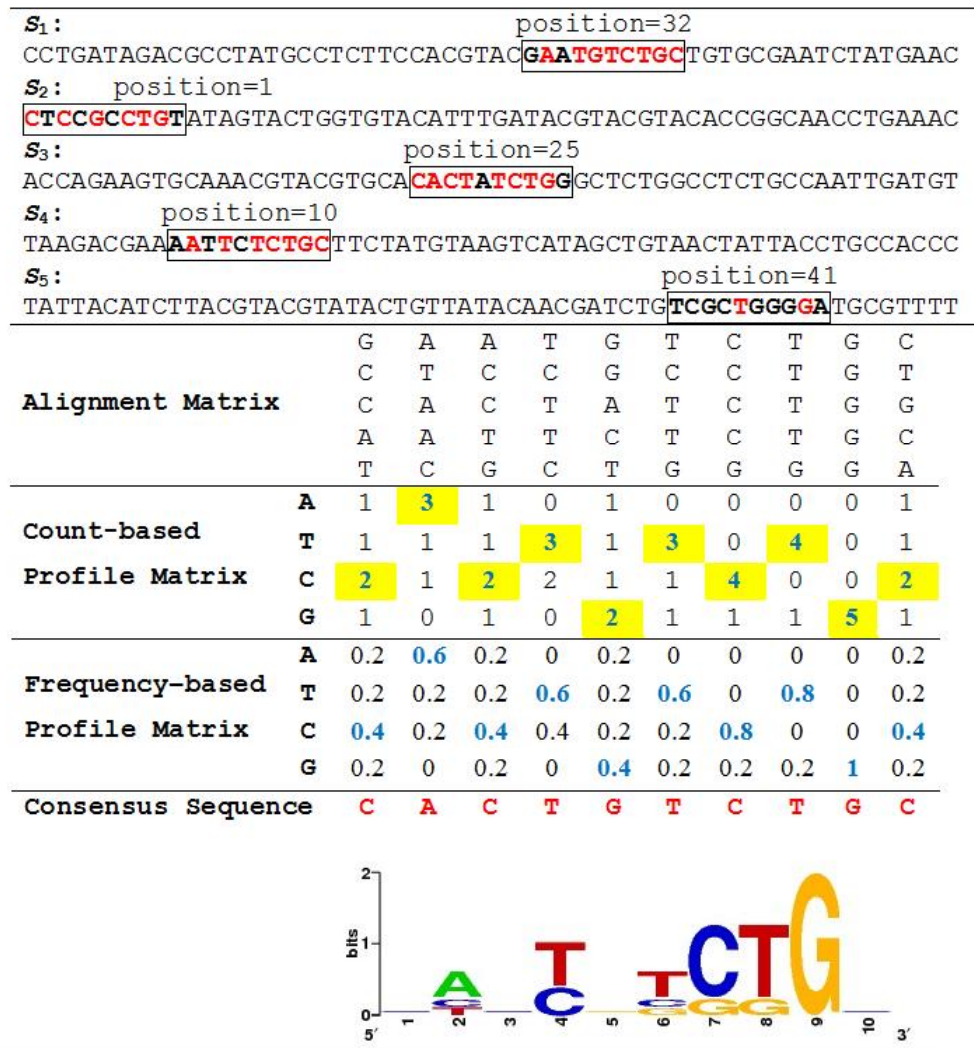 S1: position=32
CCTGATAGACGCCTATGCCTCTTCCACGTACGAATGTCTGCTGTGCGAATCTATGAAC
S2: position=1
CTCCGCCTGTATAGTACTGGTGTACATTTGATACGTACGTACACCGGCAACCTGAAAC
S3: position=25
ACCAGAAGTGCAAACGTACGTGCACACTATCTGGGCTCTGGCCTCTGCCAATTGATGT
S4: position=10
TAAGACGAAAATTCTCTGCTTCTATGTAAGTCATAGCTGTAACTATTACCTGCCACCC
S5: position=41
TATTACATCTTACGTACGTATACTGTTATACAACGATCTGTCGCTGGGGATGCGTTTT
G A A T G T C T G C
C T C C G C C T G T
Alignment Matrix C A C T A T C T G G
A A T T C T C T G C
T C G C T G G G G A
A 1 3 1 0 1 0 0 0 0 1
Count-based T 1 1 1 3 1 3 0 4 0 1
Profile Matrix C 2 1 2 2 1 1 4 0 0 2
G 1 0 1 0 2 1 1 1 5 1
A 0.2 0.6 0.2 0 0.2 0 0 0 0 0.2
Frequency-based T 0.2 0.2 0.2 0.6 0.2 0.6 0 0.8 0 0.2
Profile Matrix C 0.4 0.2 0.4 0.4 0.2 0.2 0.8 0 0 0.4
G 0.2 0 0.2 0 0.4 0.2 0.2 0.2 1 0.2
Consensus Sequence C A C T G T C T G C
2
bits
1
0
A C T T C T C G C G T G G
5′ 1 2 3 4 5 6 7 8 9 10 3′